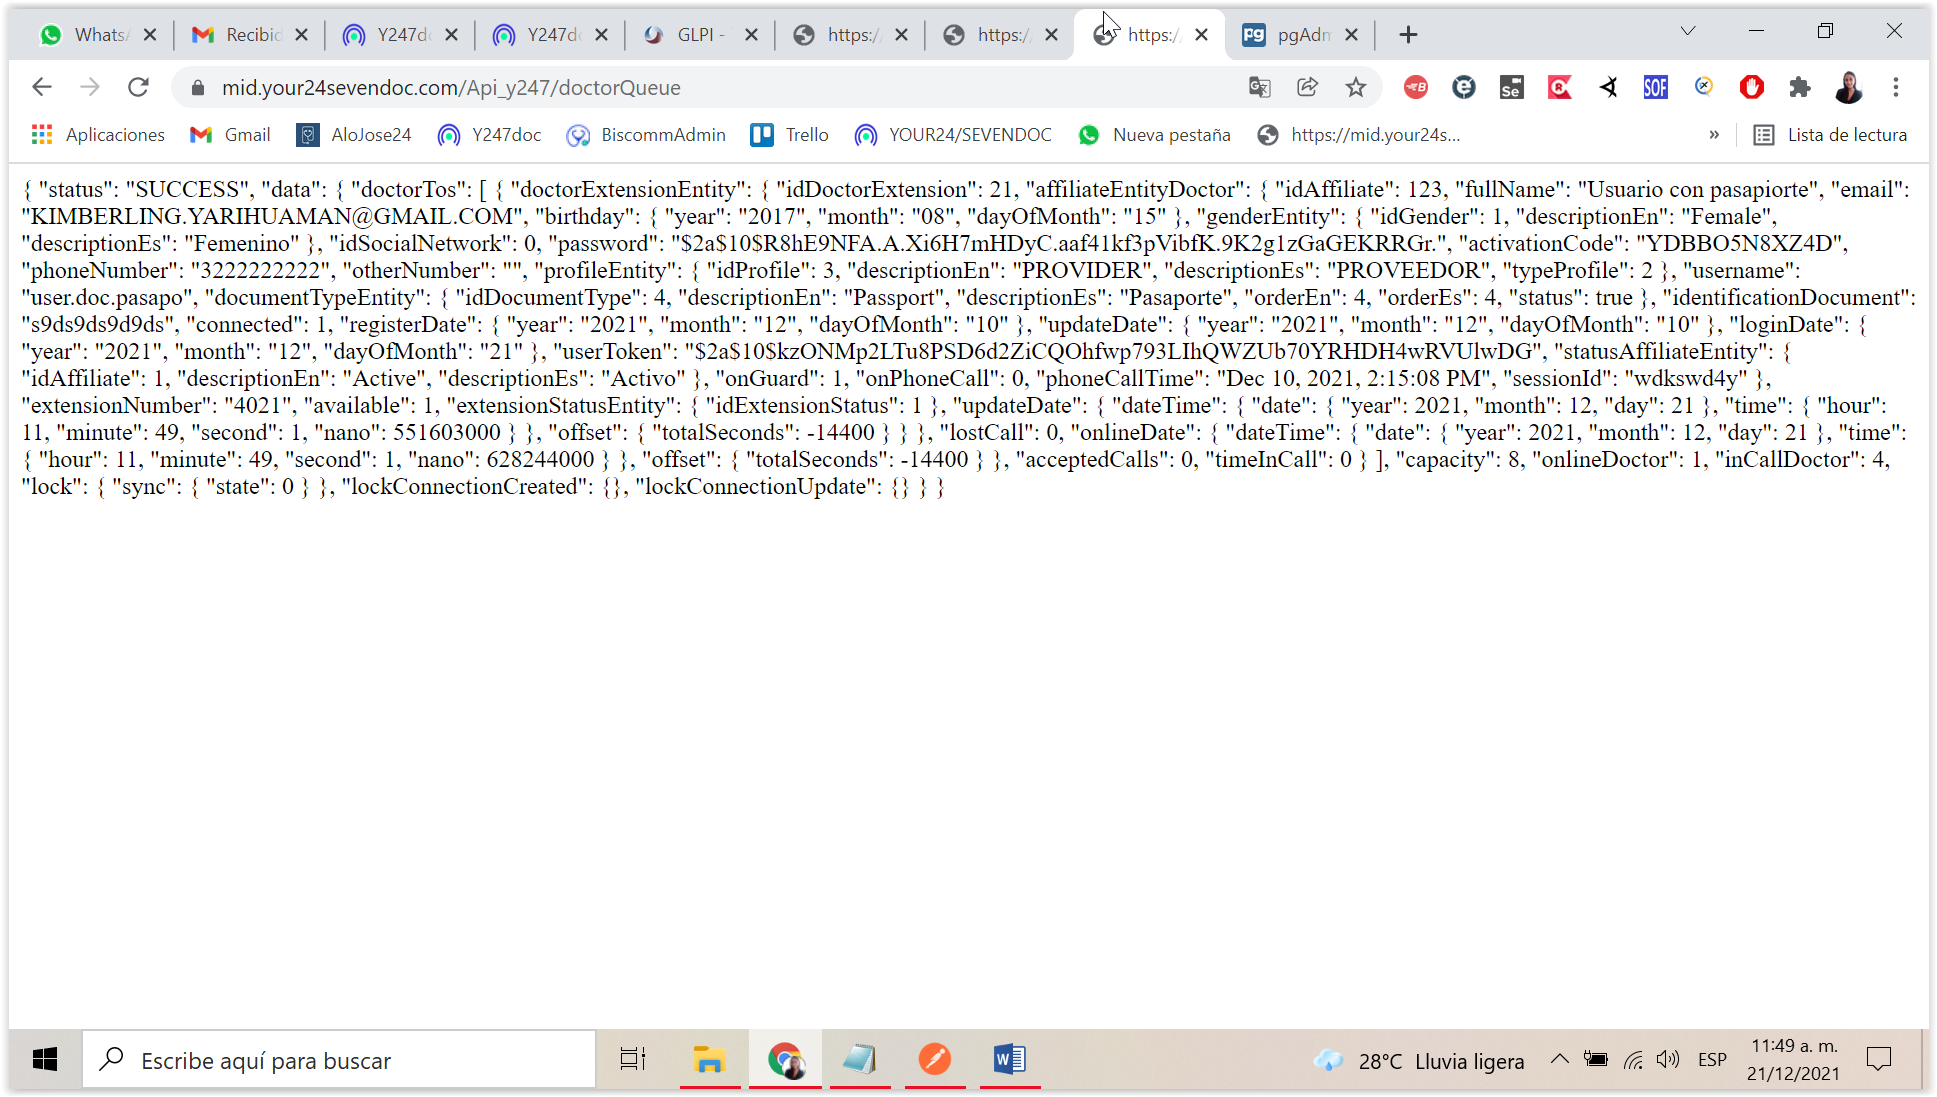 WhatsA
Recibid
Y247do
Y247do
GLPI -
https:/
https:/
https:/
pgAdm
mid.your24sevendoc.com/Api_y247/doctorQueue
Aplicaciones
Gmail
AloJose24
Y247doc
BiscommAdmin
Trello
YOUR24/SEVENDOC
Nueva pestaña
https://mid.your24s...
»
Lista de lectura
{ "status": "SUCCESS", "data": { "doctorTos": [ { "doctorExtensionEntity": { "idDoctorExtension": 21, "affiliateEntityDoctor": { "idAffiliate": 123, "fullName": "Usuario con pasapiorte", "email":
"KIMBERLING.YARIHUAMAN@GMAIL.COM", "birthday": { "year": "2017", "month": "08", "dayOfMonth": "15" }, "genderEntity": { "idGender": 1, "descriptionEn": "Female",
"descriptionEs": "Femenino" }, "idSocialNetwork": 0, "password": "$2a$10$R8hE9NFA.A.Xi6H7mHDyC.aaf41kf3pVibfK.9K2g1zGaGEKRRGr.", "activationCode": "YDBBO5N8XZ4D",
"phoneNumber": "3222222222", "otherNumber": "", "profileEntity": { "idProfile": 3, "descriptionEn": "PROVIDER", "descriptionEs": "PROVEEDOR", "typeProfile": 2 }, "username":
"user.doc.pasapo", "documentTypeEntity": { "idDocumentType": 4, "descriptionEn": "Passport", "descriptionEs": "Pasaporte", "orderEn": 4, "orderEs": 4, "status": true }, "identificationDocument":
"s9ds9ds9d9ds", "connected": 1, "registerDate": { "year": "2021", "month": "12", "dayOfMonth": "10" }, "updateDate": { "year": "2021", "month": "12", "dayOfMonth": "10" }, "loginDate": {
"year": "2021", "month": "12", "dayOfMonth": "21" }, "userToken": "$2a$10$kzONMp2LTu8PSD6d2ZiCQOhfwp793LIhQWZUb70YRHDH4wRVUlwDG", "statusAffiliateEntity": {
"idAffiliate": 1, "descriptionEn": "Active", "descriptionEs": "Activo" }, "onGuard": 1, "onPhoneCall": 0, "phoneCallTime": "Dec 10, 2021, 2:15:08 PM", "sessionId": "wdkswd4y" },
"extensionNumber": "4021", "available": 1, "extensionStatusEntity": { "idExtensionStatus": 1 }, "updateDate": { "dateTime": { "date": { "year": 2021, "month": 12, "day": 21 }, "time": { "hour":
11, "minute": 49, "second": 1, "nano": 551603000 } }, "offset": { "totalSeconds": -14400 } } }, "lostCall": 0, "onlineDate": { "dateTime": { "date": { "year": 2021, "month": 12, "day": 21 }, "time":
{ "hour": 11, "minute": 49, "second": 1, "nano": 628244000 } }, "offset": { "totalSeconds": -14400 } }, "acceptedCalls": 0, "timeInCall": 0 } ], "capacity": 8, "onlineDoctor": 1, "inCallDoctor": 4,
"lock": { "sync": { "state": 0 } }, "lockConnectionCreated": {}, "lockConnectionUpdate": {} } }
Escribe aquí para buscar
28°C Lluvia ligera
ESP
11:49 a. m.
21/12/2021